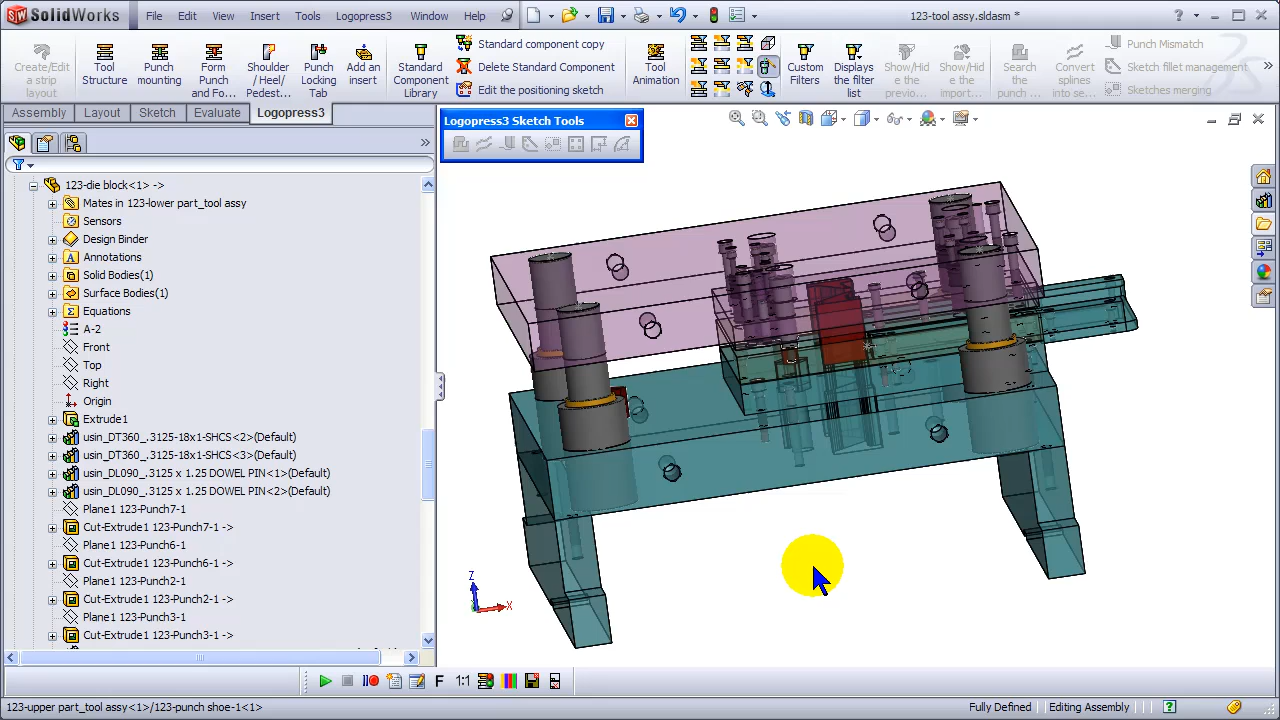 SolidWorks File Edit View Insert Tools Logopress3 Window Help 123-tool assy.sldasm *
Create/Edit a strip layout
Tool Structure
Punch mounting
Form Punch and Fo...
Shoulder /Heel/ Pedest...
Punch Locking Tab
Add an insert
Standard Component Library
Standard component copy
Delete Standard Component
Edit the positioning sketch
Tool Animation
Custom Filters
Displays the filter list
Show/Hid e the previo...
Show/Hid e the impor...
Search the punch ...
Convert splines into se...
Punch Mismatch
Sketch fillet management
Sketches merging
Assembly Layout Sketch Evaluate Logopress3
Logopress3 Sketch Tools
123-die block<1> ->
Mates in 123-lower part_tool assy
Sensors
Design Binder
Annotations
Solid Bodies(1)
Surface Bodies(1)
Equations
A-2
Front
Top
Right
Origin
Extrude1
usin_DT360_.3125-18x1-SHCS<2>(Default)
usin_DT360_.3125-18x1-SHCS<3>(Default)
usin_DL090_.3125 x 1.25 DOWEL PIN<1>(Default)
usin_DL090_.3125 x 1.25 DOWEL PIN<2>(Default)
Plane1 123-Punch7-1
Cut-Extrude1 123-Punch7-1 ->
Plane1 123-Punch6-1
Cut-Extrude1 123-Punch6-1 ->
Plane1 123-Punch2-1
Cut-Extrude1 123-Punch2-1 ->
Plane1 123-Punch3-1
Cut-Extrude1 123-Punch3-1 ->
Z
X
F 1:1
123-upper part_tool assy<1>/123-punch shoe-1<1> Fully Defined Editing Assembly